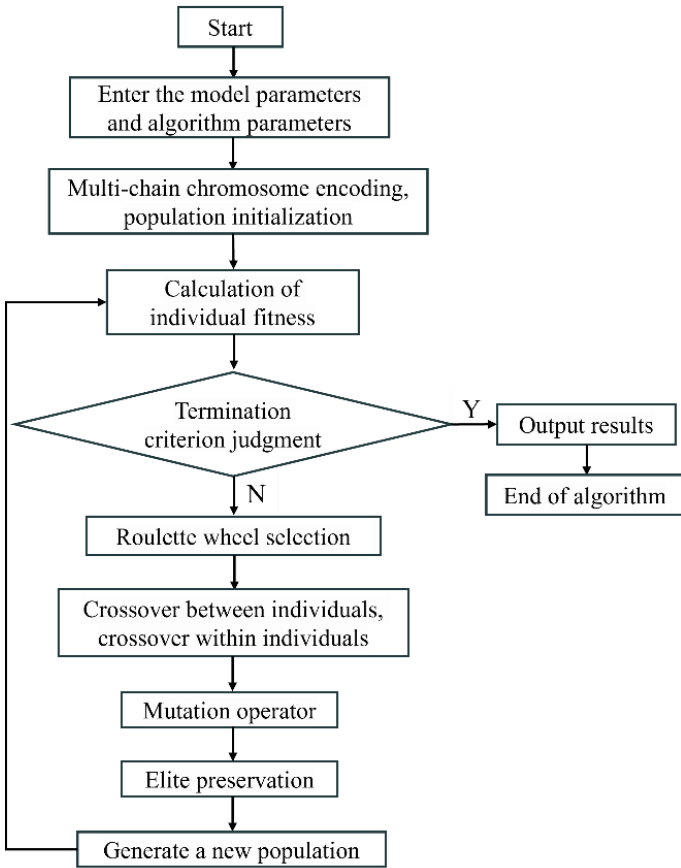 Start
Enter the model parameters
and algorithm parameters
Multi-chain chromosome encoding,
population initialization
Calculation of
individual fitness
Termination
criterion judgment
Y
Output results
End of algorithm
N
Roulette wheel selection
Crossover between individuals,
crossover within individuals
Mutation operator
Elite preservation
Generate a new population